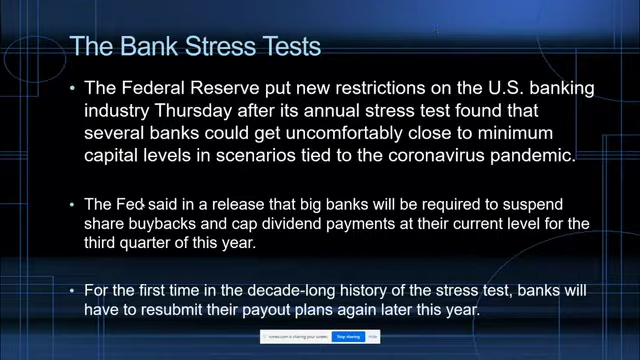 The Bank Stress Tests
• The Federal Reserve put new restrictions on the U.S. banking
industry Thursday after its annual stress test found that
several banks could get uncomfortably close to minimum
capital levels in scenarios tied to the coronavirus pandemic.
• The Fed said in a release that big banks will be required to suspend
share buybacks and cap dividend payments at their current level for the
third quarter of this year.
• For the first time in the decade-long history of the stress test, banks will
have to resubmit their payout plans again later this year.
is sharing your screen. Stop sharing Hide